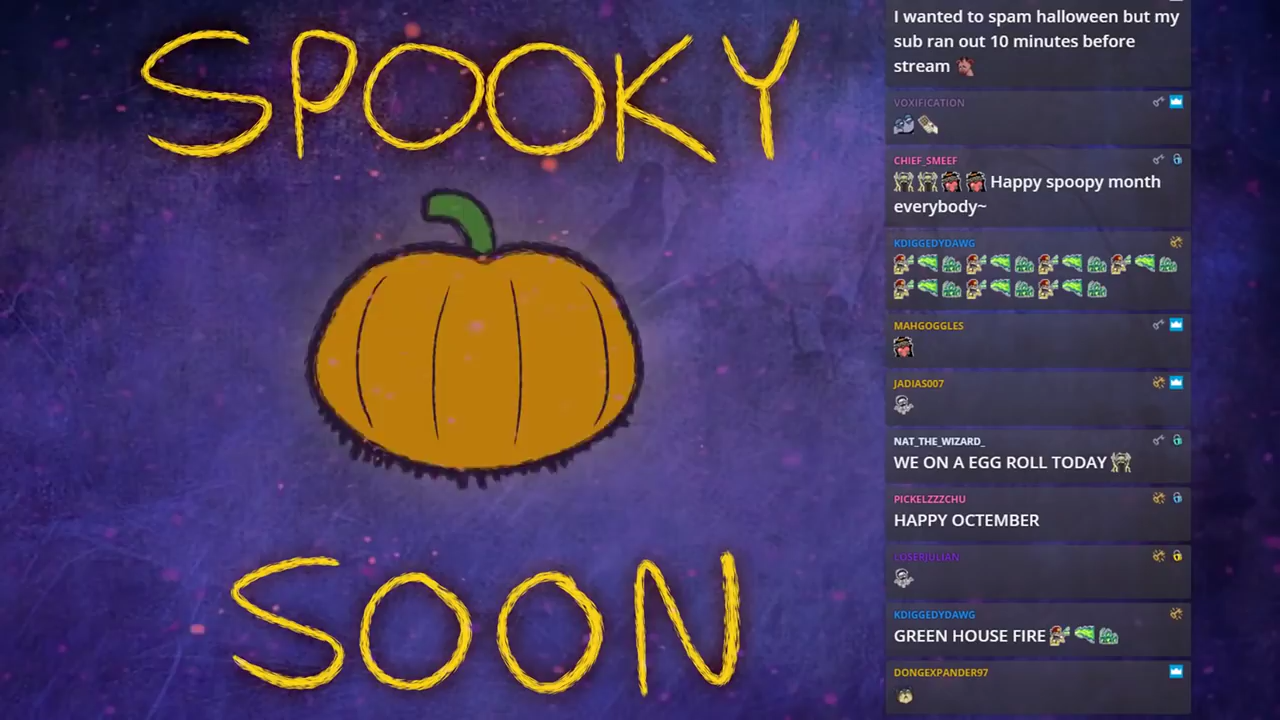 SPOOKY
SOON
I wanted to spam halloween but my
sub ran out 10 minutes before
stream
VOXIFICATION
CHIEF_SMEEF
Happy spoopy month
everybody~
KDIGGEDYDAWG
MAHGOGGLES
JADIAS007
NAT_THE_WIZARD_
WE ON A EGG ROLL TODAY
PICKELZZZCHU
HAPPY OCTEMBER
LOSERJULIAN
KDIGGEDYDAWG
GREEN HOUSE FIRE
DONGEXPANDER97